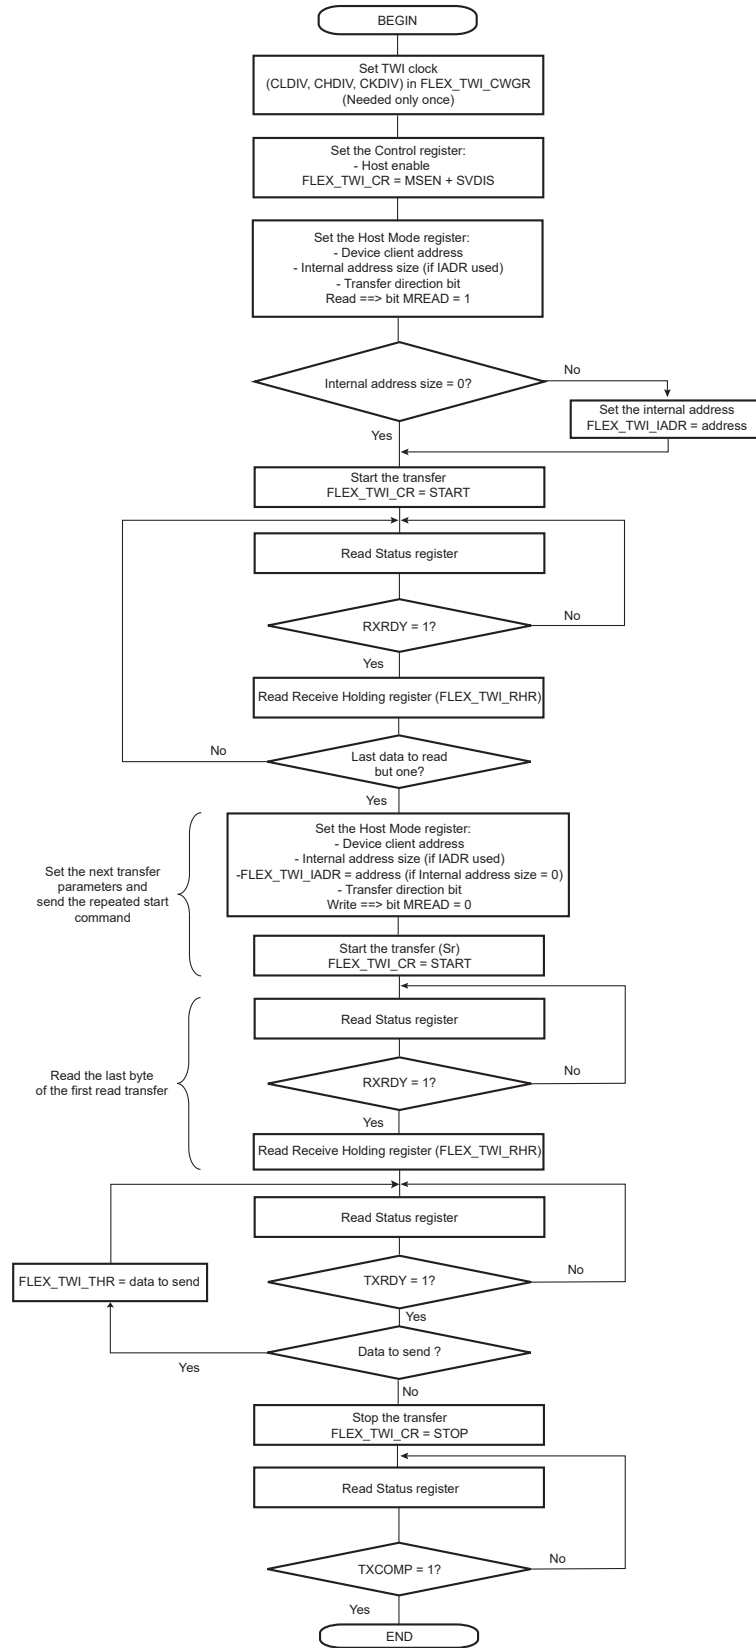 BEGIN
Set TWI clock
(CLDIV, CHDIV, CKDIV) in FLEX_TWI_CWGR
(Needed only once)
Set the Control register:
- Host enable
FLEX_TWI_CR = MSEN + SVDIS
Set the Host Mode register:
- Device client address
- Internal address size (if IADR used)
- Transfer direction bit
Read ==> bit MREAD = 1
Internal address size = 0?
No
Set the internal address
FLEX_TWI_IADR = address
Yes
Start the transfer
FLEX_TWI_CR = START
Read Status register
RXRDY = 1?
No
Yes
Read Receive Holding register (FLEX_TWI_RHR)
No
Last data to read
but one?
Yes
Set the next transfer
parameters and
send the repeated start
command
Set the Host Mode register:
- Device client address
- Internal address size (if IADR used)
-FLEX_TWI_IADR = address (if Internal address size = 0)
- Transfer direction bit
Write ==> bit MREAD = 0
Start the transfer (Sr)
FLEX_TWI_CR = START
Read the last byte
of the first read transfer
Read Status register
RXRDY = 1?
No
Yes
Read Receive Holding register (FLEX_TWI_RHR)
Read Status register
FLEX_TWI_THR = data to send
TXRDY = 1?
No
Yes
Data to send ?
Yes
No
Stop the transfer
FLEX_TWI_CR = STOP
Read Status register
TXCOMP = 1?
No
Yes
END